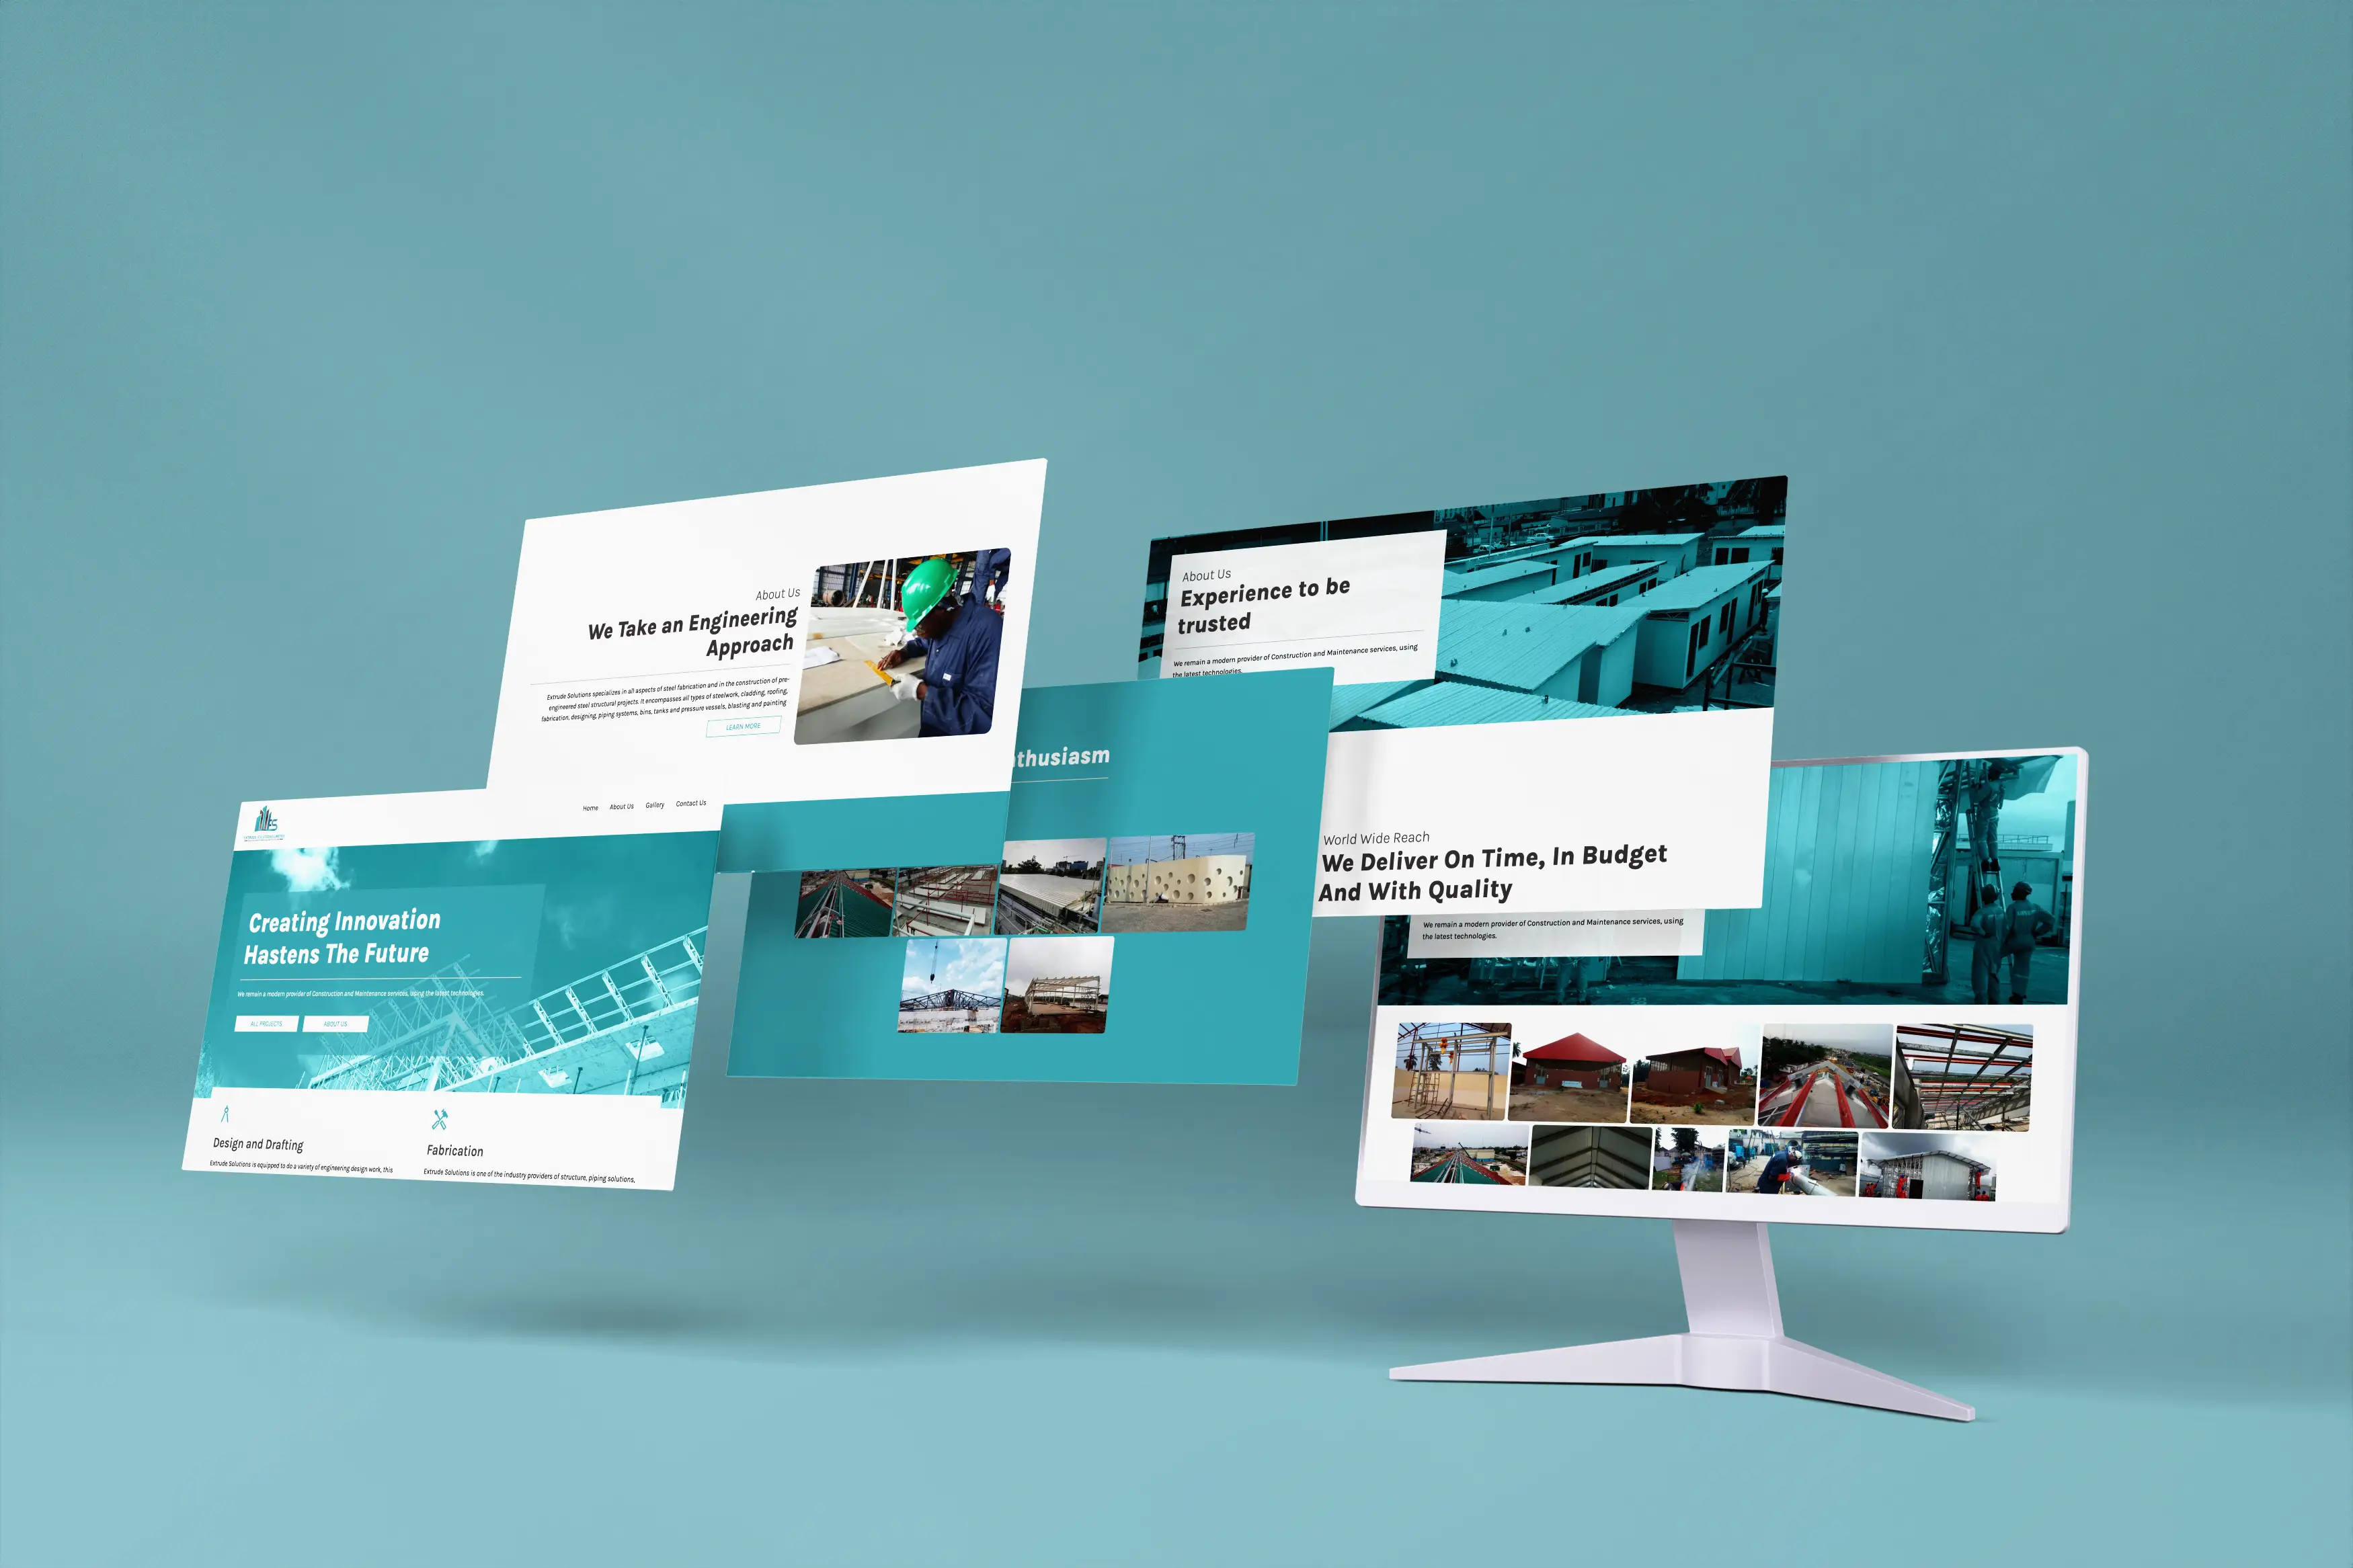 Home About Us Gallery Contact Us
Creating Innovation
Hastens The Future
We remain a modern provider of Construction and Maintenance services, using the latest technologies.
ALL PROJECTS ABOUT US
Design and Drafting
Extrude Solutions is equipped to do a variety of engineering design work, this
Fabrication
Extrude Solutions is one of the industry providers of structure, piping solutions,
About Us
We Take an Engineering
Approach
Extrude Solutions specializes in all aspects of steel fabrication and in the construction of pre-
engineered steel structural projects. It encompasses all types of steelwork, cladding, roofing,
fabrication, designing, piping systems, bins, tanks and pressure vessels, blasting and painting
LEARN MORE
thusiasm
About Us
Experience to be
trusted
We remain a modern provider of Construction and Maintenance services, using
the latest technologies.
World Wide Reach
We Deliver On Time, In Budget
And With Quality
We remain a modern provider of Construction and Maintenance services, using
the latest technologies.